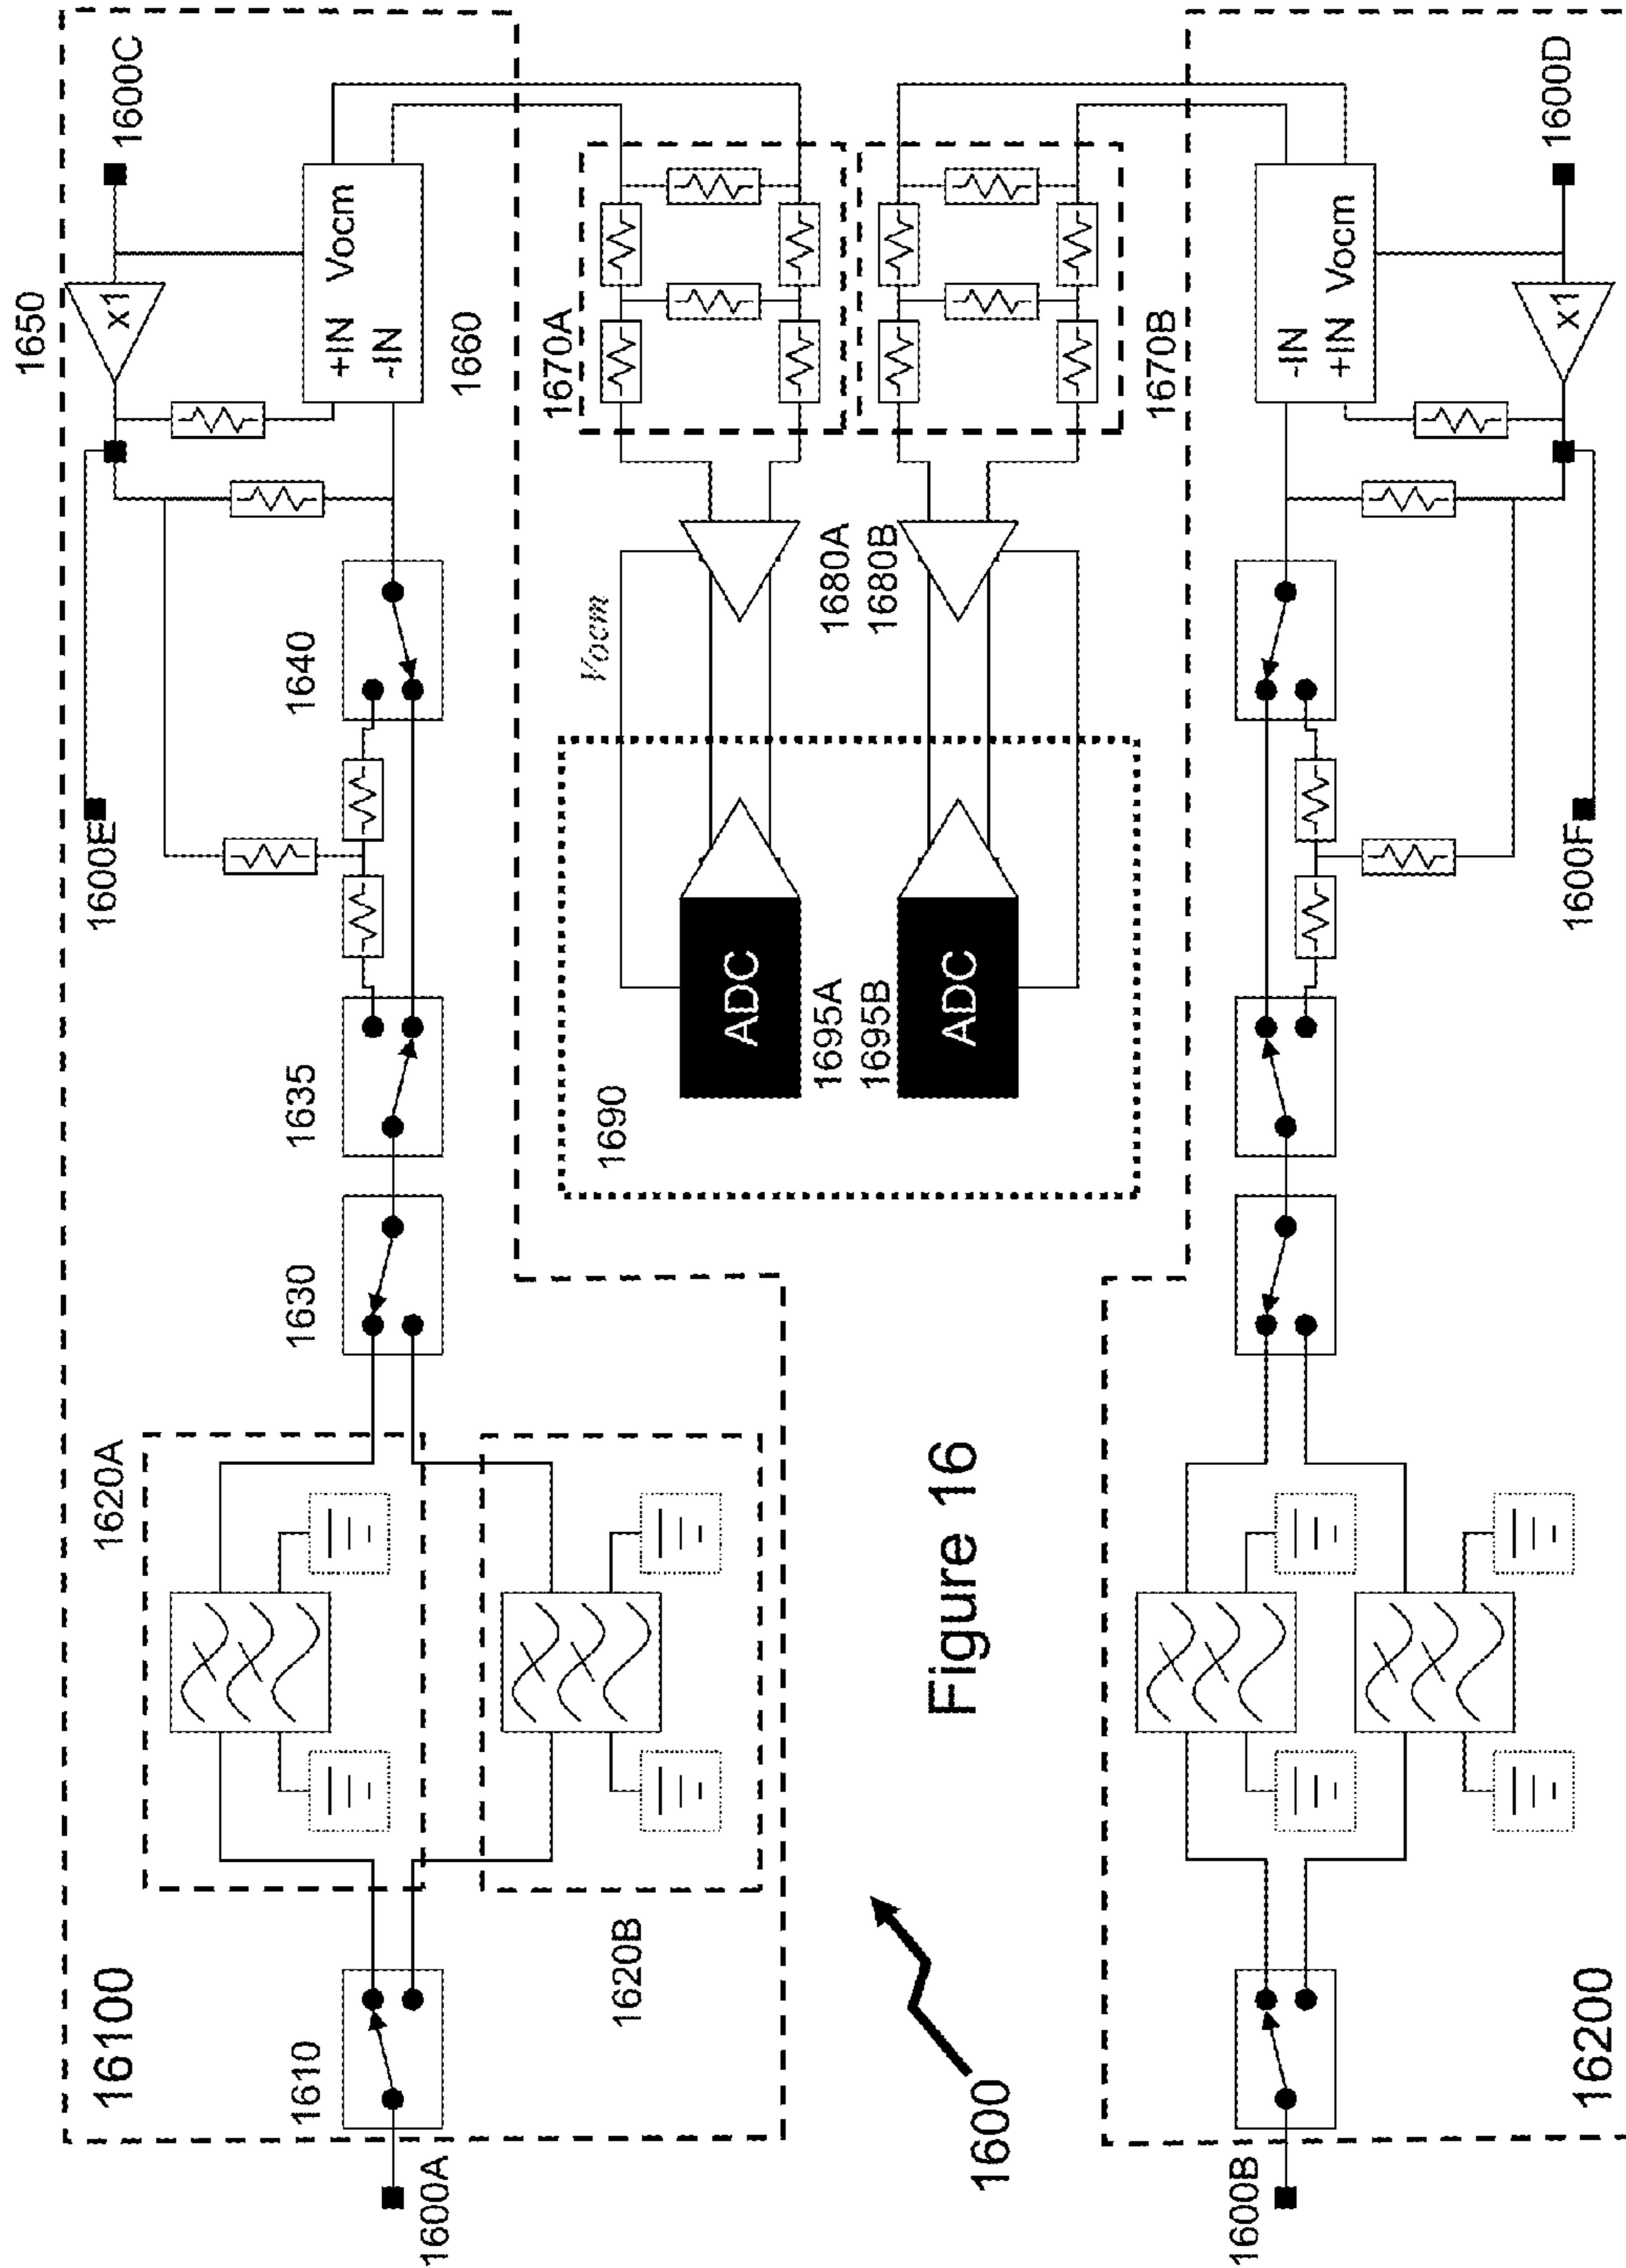 16100
1600A
1610
1620A
1620B
1630
1635
1640
1600E
1650
x1
1600C
+IN Vocm
-IN
1660
1670A
1670B
Vocm
1680A
1680B
1690
ADC
1695A
1695B
ADC
Figure 16
1600
1600B
16200
1600F
-IN
+IN Vocm
x1
1600D